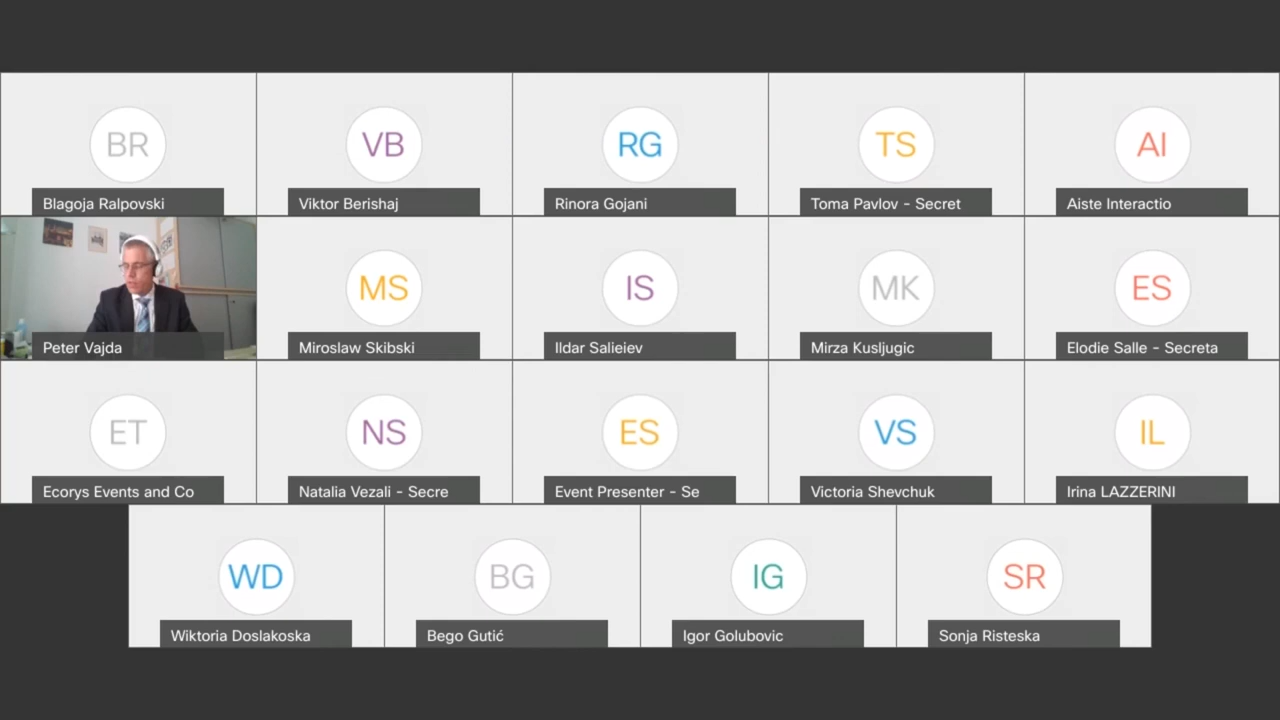 BR
VB
RG
TS
AI
Blagoja Ralpovski
Viktor Berishaj
Rinora Gojani
Toma Pavlov - Secret
Aiste Interactio
MS
IS
MK
ES
Peter Vajda
Miroslaw Skibski
Ildar Salieiev
Mirza Kusljugic
Elodie Salle - Secreta
ET
NS
ES
VS
IL
Ecorys Events and Co
Natalia Vezali - Secre
Event Presenter - Se
Victoria Shevchuk
Irina LAZZERINI
WD
BG
IG
SR
Wiktoria Doslakoska
Bego Gutić
Igor Golubovic
Sonja Risteska